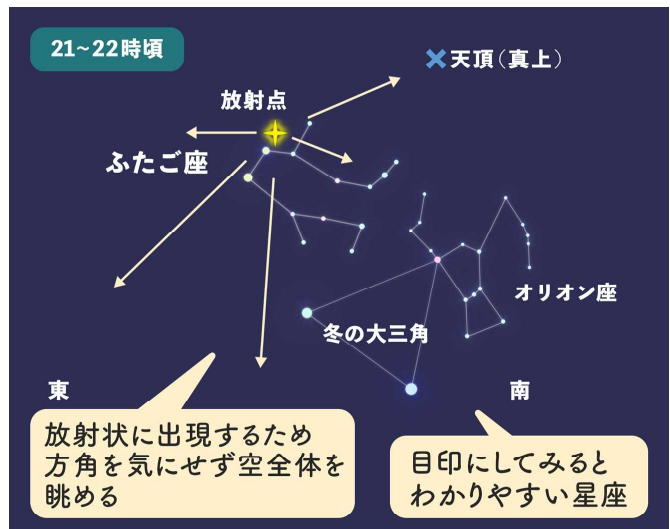 21~22時頃
天頂（真上）
放射点
ふたご座
オリオン座
冬の大三角
東
南
放射状に出現するため
方角を気にせず空全体を
眺める
目印にしてみると
わかりやすい星座